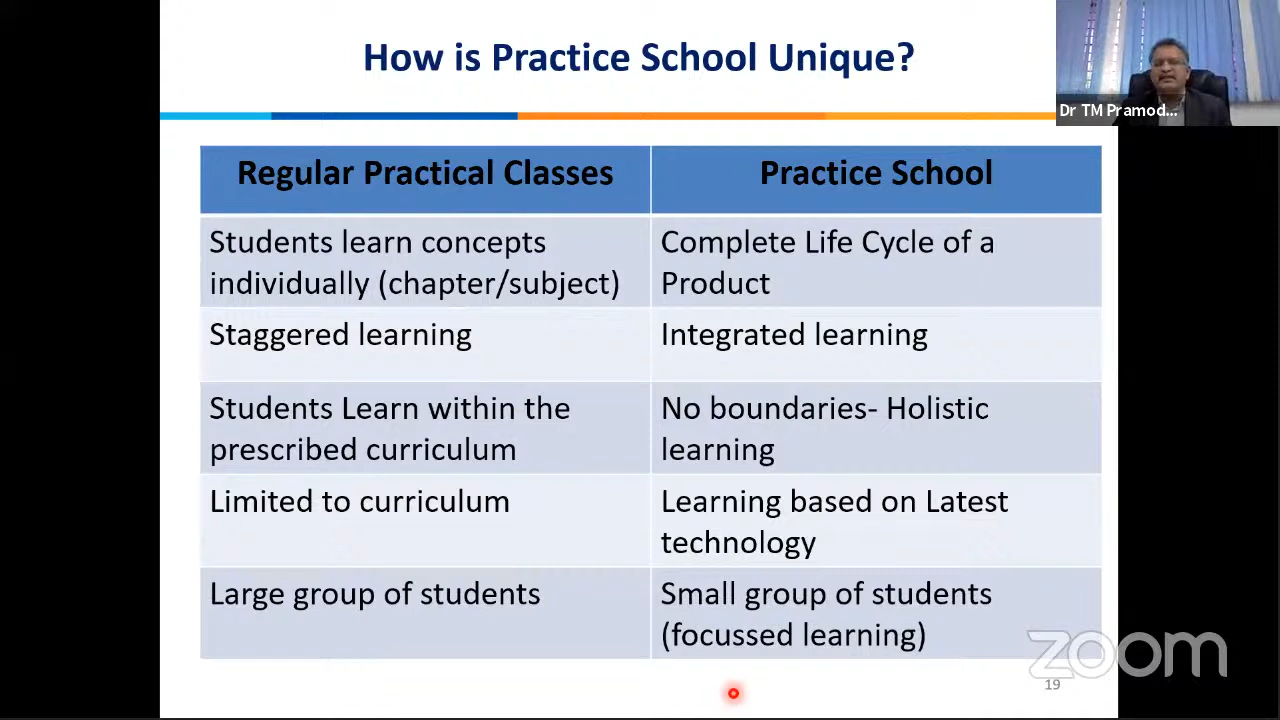 How is Practice School Unique?
Dr TM Pramod...
Regular Practical Classes
Practice School
Students learn concepts
individually (chapter/subject)
Complete Life Cycle of a
Product
Staggered learning
Integrated learning
Students Learn within the
prescribed curriculum
No boundaries- Holistic
learning
Limited to curriculum
Learning based on Latest
technology
Large group of students
Small group of students
(focussed learning)
zoom
19